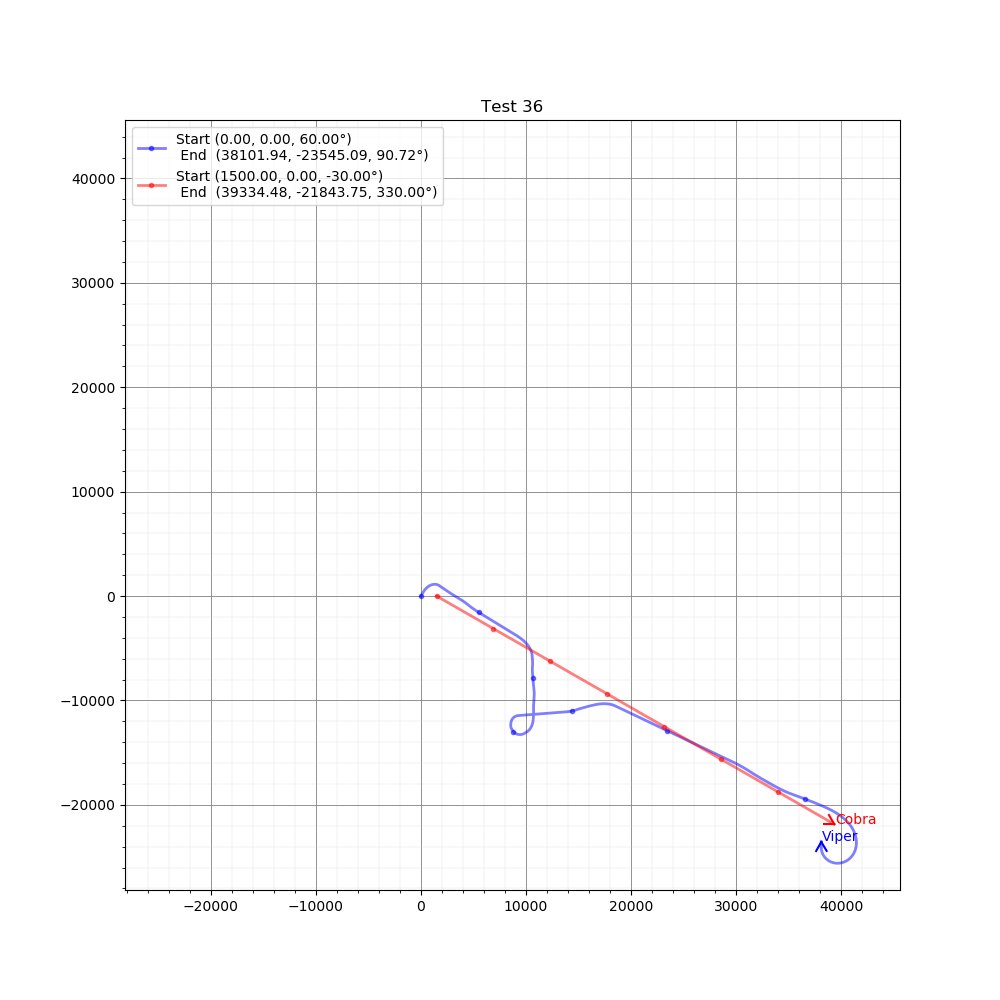 Test 36
Start (0.00, 0.00, 60.00°)
End (38101.94, -23545.09, 90.72°)
Start (1500.00, 0.00, -30.00°)
End (39334.48, -21843.75, 330.00°)
40000
30000
20000
10000
0
−10000
−20000
Cobra
Viper
−20000 −10000 0 10000 20000 30000 40000